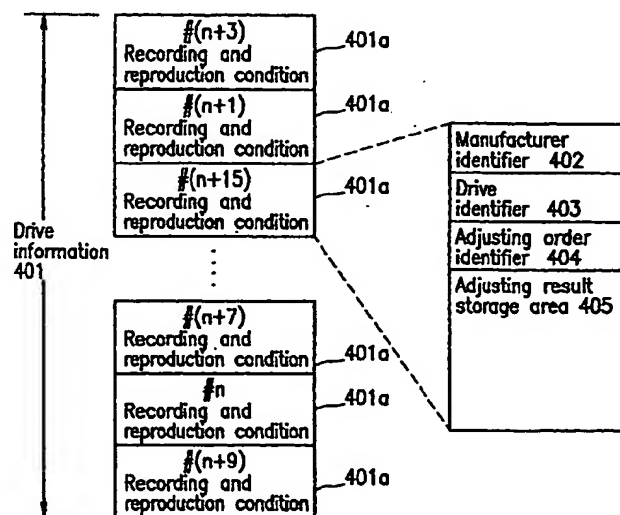 #(n+3)
Recording and
reproduction condition
401a
#(n+1)
Recording and
reproduction condition
401a
#(n+15)
Recording and
reproduction condition
401a
Drive
information
401
#(n+7)
Recording and
reproduction condition
401a
#n
Recording and
reproduction condition
401a
#(n+9)
Recording and
reproduction condition
401a
Manufacturer
identifier 402
Drive
identifier 403
Adjusting order
identifier 404
Adjusting result
storage area 405